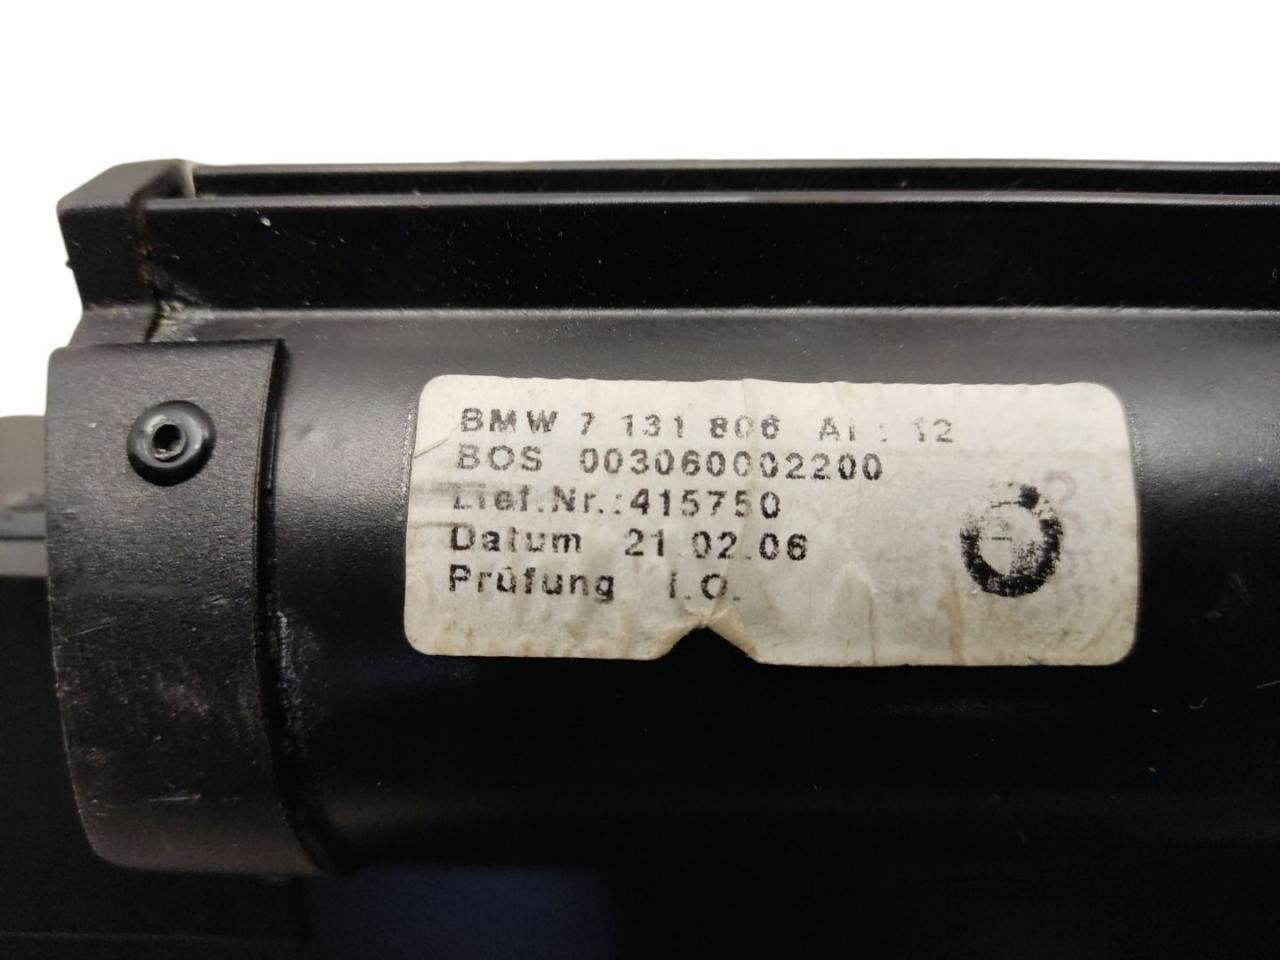 BMW 7 131 806 AI: 12
BOS 003060002200
Lief.Nr.:415750
Datum 21.02.06
Prüfung i.O.